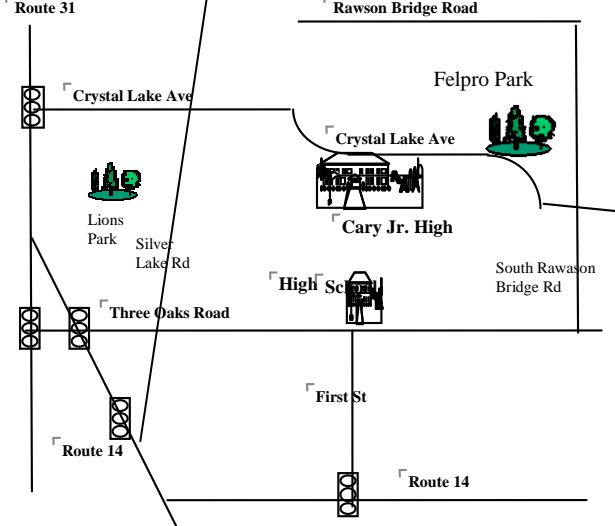 Route 31
Rawson Bridge Road
Felpro Park
Crystal Lake Ave
Crystal Lake Ave
Lions
Park
Cary Jr. High
Silver
Lake Rd
South Rawason
Bridge Rd
High Sc
Three Oaks Road
First St
Route 14
Route 14